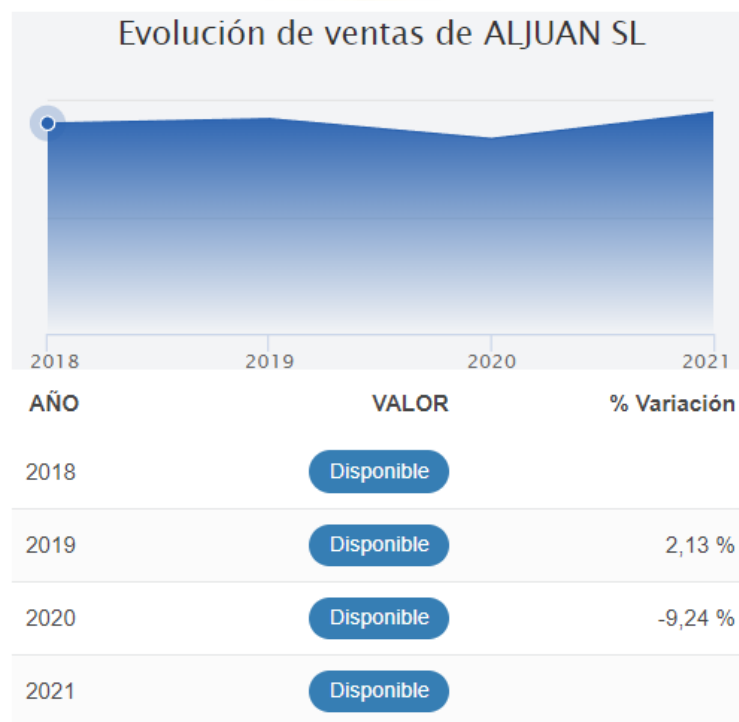 Evolución de ventas de ALJUAN SL
2018 2019 2020 2021
AÑO VALOR % Variación
2018 Disponible
2019 Disponible 2,13 %
2020 Disponible -9,24 %
2021 Disponible